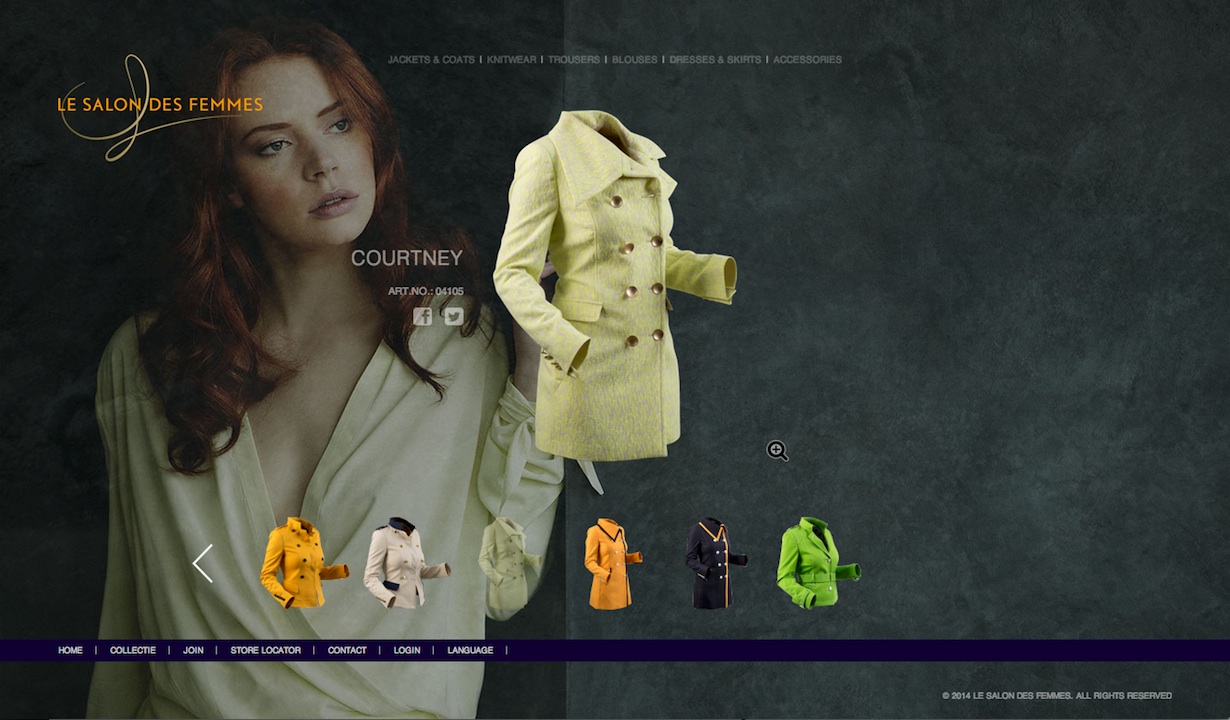 JACKETS & COATS | KNITWEAR | TROUSERS | BLOUSES | DRESSES & SKIRTS | ACCESSORIES
LE SALON DES FEMMES
COURTNEY
ART.NO.: 04105
HOME | COLLECTIE | JOIN | STORE LOCATOR | CONTACT | LOGIN | LANGUAGE |
© 2014 LE SALON DES FEMMES. ALL RIGHTS RESERVED